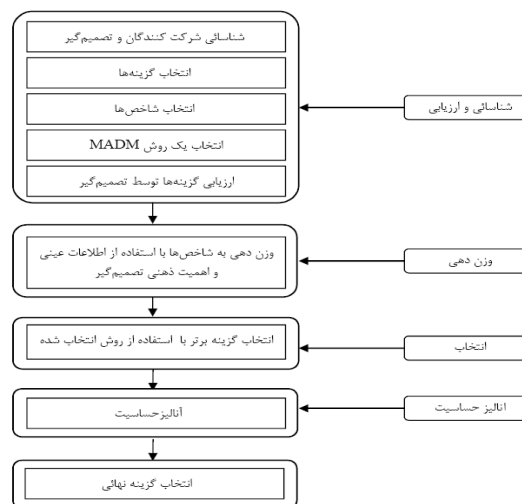 شناسائی شرکت کنندگان و تصمیم‌گیر
انتخاب گزینه‌ها
انتخاب شاخص‌ها
انتخاب یک روش MADM
ارزیابی گزینه‌ها توسط تصمیم‌گیر
شناسائی و ارزیابی
وزن دهی به شاخص‌ها با استفاده از اطلاعات عینی
و اهمیت ذهنی تصمیم‌گیر
وزن دهی
انتخاب گزینه برتر با استفاده از روش انتخاب شده
انتخاب
آنالیزحساسیت
انالیز حساسیت
انتخاب گزینه نهائی